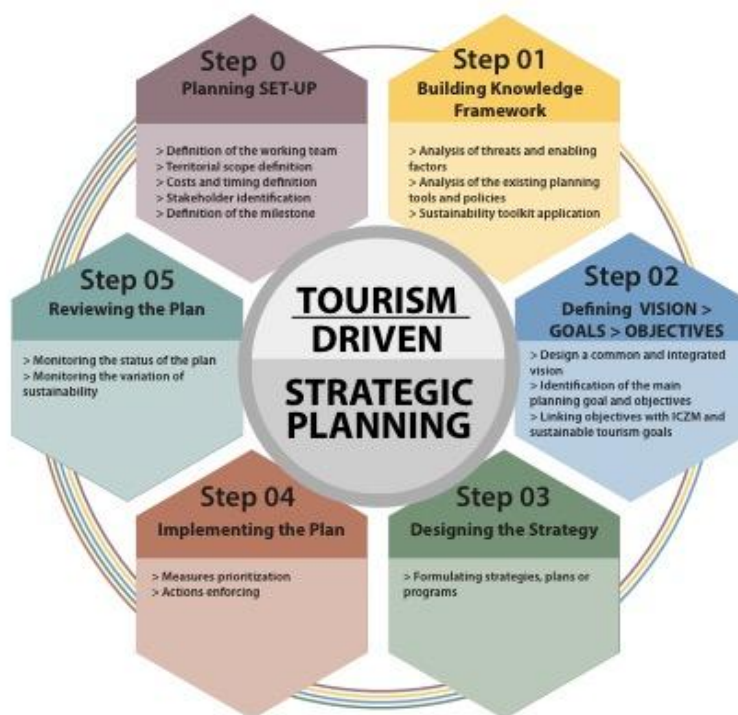 Step 0
Planning SET-UP
> Definition of the working team
> Territorial scope definition
> Costs and timing definition
> Stakeholder identification
> Definition of the milestone
Step 01
Building Knowledge
Framework
> Analysis of threats and enabling
factors
> Analysis of the existing planning
tools and policies
> Sustainability toolkit application
Step 02
Defining VISION >
GOALS > OBJECTIVES
> Design a common and integrated
vision
> Identification of the main
planning goal and objectives
> Linking objectives with ICZM and
sustainable tourism goals
Step 03
Designing the Strategy
> Formulating strategies, plans or
programs
Step 04
Implementing the Plan
> Measures prioritization
> Actions enforcing
Step 05
Reviewing the Plan
> Monitoring the status of the plan
> Monitoring the variation of
sustainability
TOURISM
DRIVEN
STRATEGIC
PLANNING